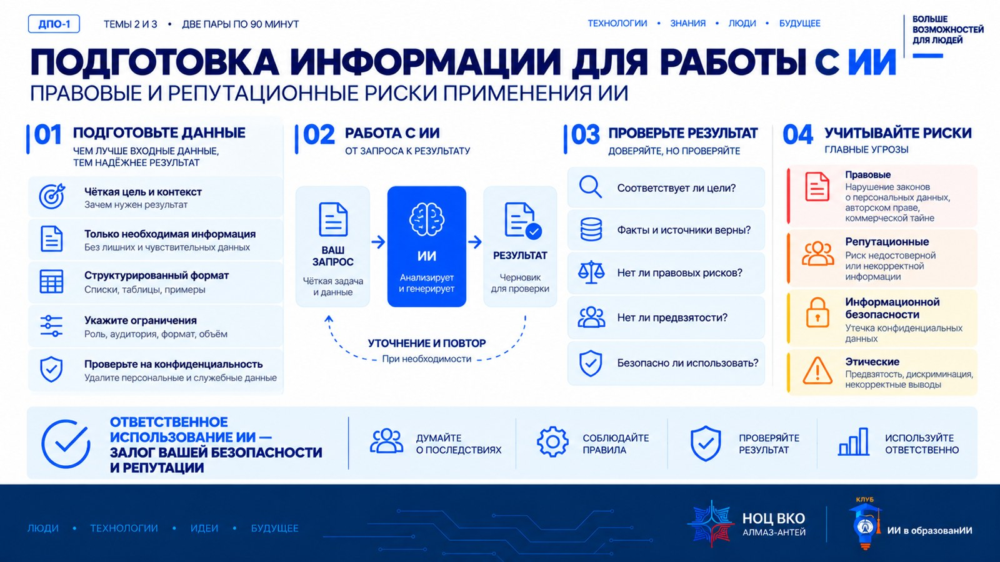 ДПО-1
ТЕМЫ 2 И 3 • ДВЕ ПАРЫ ПО 90 МИНУТ
ТЕХНОЛОГИИ • ЗНАНИЯ • ЛЮДИ • БУДУЩЕЕ
БОЛЬШЕ
ВОЗМОЖНОСТЕЙ
ДЛЯ ЛЮДЕЙ
ПОДГОТОВКА ИНФОРМАЦИИ ДЛЯ РАБОТЫ С ИИ
ПРАВОВЫЕ И РЕПУТАЦИОННЫЕ РИСКИ ПРИМЕНЕНИЯ ИИ
01 ПОДГОТОВЬТЕ ДАННЫЕ
ЧЕМ ЛУЧШЕ ВХОДНЫЕ ДАННЫЕ,
ТЕМ НАДЁЖНЕЕ РЕЗУЛЬТАТ
Чёткая цель и контекст
Зачем нужен результат
Только необходимая информация
Без лишних и чувствительных данных
Структурированный формат
Списки, таблицы, примеры
Укажите ограничения
Роль, аудитория, формат, объём
Проверьте на конфиденциальность
Удалите персональные и служебные данные
02 РАБОТА С ИИ
ОТ ЗАПРОСА К РЕЗУЛЬТАТУ
ВАШ
ЗАПРОС
Чёткая задача
и данные
ИИ
Анализирует
и генерирует
РЕЗУЛЬТАТ
Черновик
для проверки
УТОЧНЕНИЕ И ПОВТОР
При необходимости
03 ПРОВЕРЬТЕ РЕЗУЛЬТАТ
ДОВЕРЯЙТЕ, НО ПРОВЕРЯЙТЕ
Соответствует ли цели?
Факты и источники верны?
Нет ли правовых рисков?
Нет ли предвзятости?
Безопасно ли использовать?
04 УЧИТЫВАЙТЕ РИСКИ
ГЛАВНЫЕ УГРОЗЫ
Правовые
Нарушение законов
о персональных данных,
авторском праве,
коммерческой тайне
Репутационные
Риск недостоверной
или некорректной
информации
Информационной
безопасности
Утечка конфиденциальных
данных
Этические
Предвзятость, дискриминация,
некорректные выводы
ОТВЕТСТВЕННОЕ
ИСПОЛЬЗОВАНИЕ ИИ —
ЗАЛОГ ВАШЕЙ БЕЗОПАСНОСТИ
И РЕПУТАЦИИ
ДУМАЙТЕ
О ПОСЛЕДСТВИЯХ
СОБЛЮДАЙТЕ
ПРАВИЛА
ПРОВЕРЯЙТЕ
РЕЗУЛЬТАТ
ИСПОЛЬЗУЙТЕ
ОТВЕТСТВЕННО
ЛЮДИ • ТЕХНОЛОГИИ • ИДЕИ • БУДУЩЕЕ
НОЦ ВКО
АЛМАЗ-АНТЕЙ
КЛУБ
ИИ в образованИИ